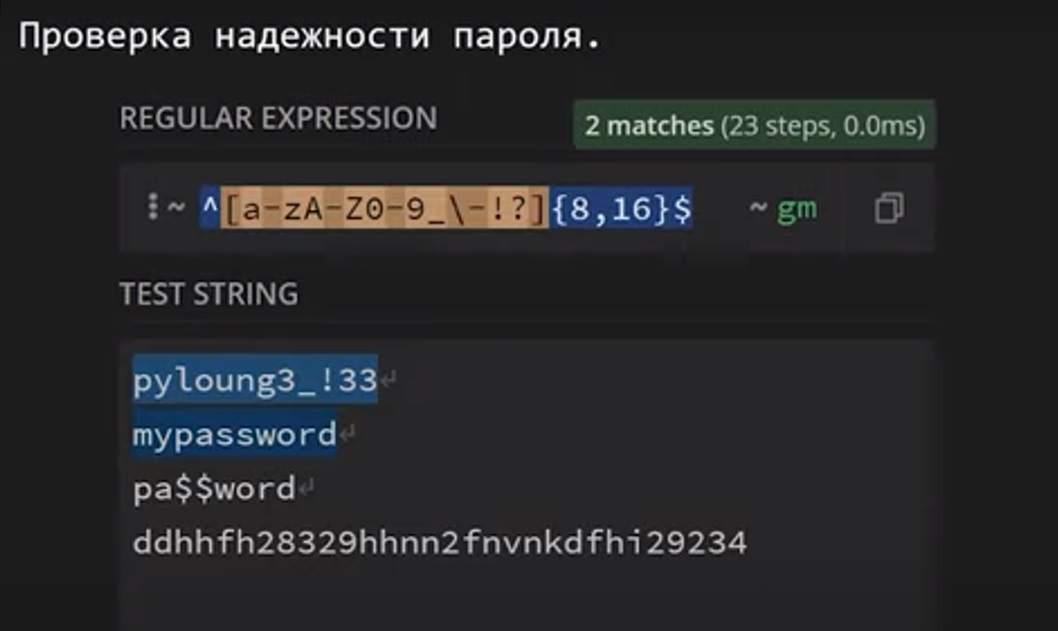 Проверка надежности пароля.
REGULAR EXPRESSION
2 matches (23 steps, 0.0ms)
~ ^[a-zA-Z0-9_\-!?]{8,16}$ ~ gm
TEST STRING
pyloung3_!33↵
mypassword↵
pa$$word↵
ddhhfh28329hhnn2fnvnkdfhi29234